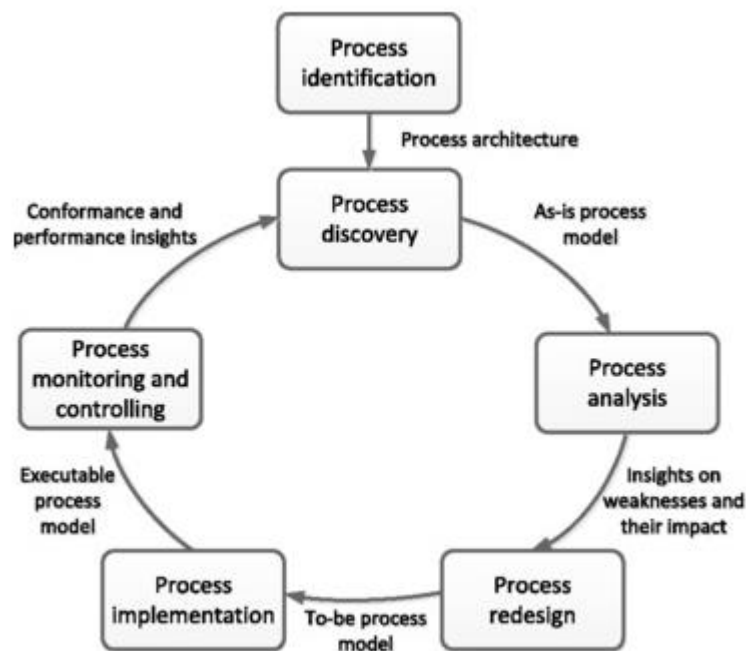 Process
identification
Process architecture
Process
discovery
Conformance and
performance insights
As-is process
model
Process
monitoring and
controlling
Process
analysis
Executable
process
model
Insights on
weaknesses and
their impact
Process
implementation
To-be process
model
Process
redesign